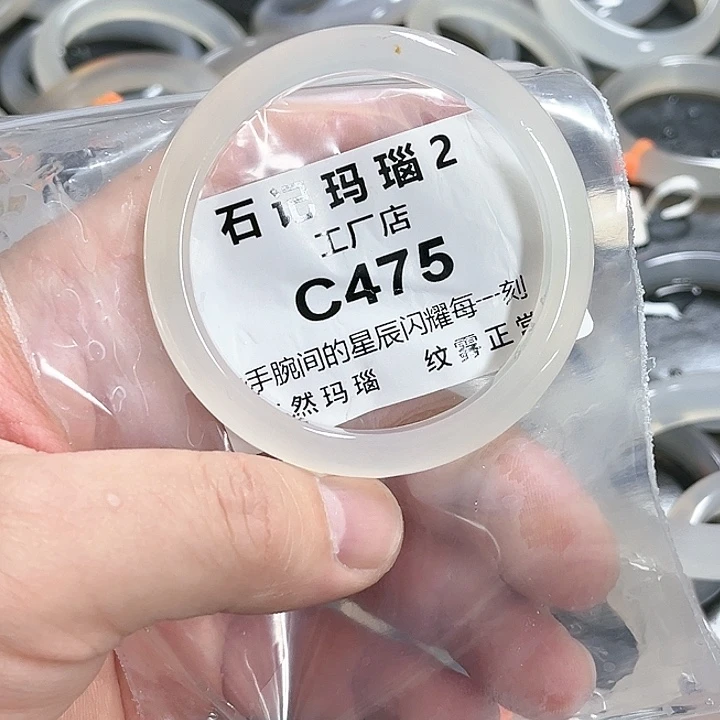 石记玛瑙2
工厂店
C475
手腕间的星辰闪耀每一刻
然玛瑙 纹雾正常